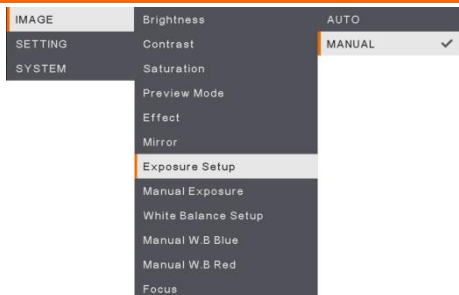 IMAGE
SETTING
SYSTEM
Brightness
Contrast
Saturation
Preview Mode
Effect
Mirror
Exposure Setup
Manual Exposure
White Balance Setup
Manual W.B Blue
Manual W.B Red
Focus
AUTO
MANUAL